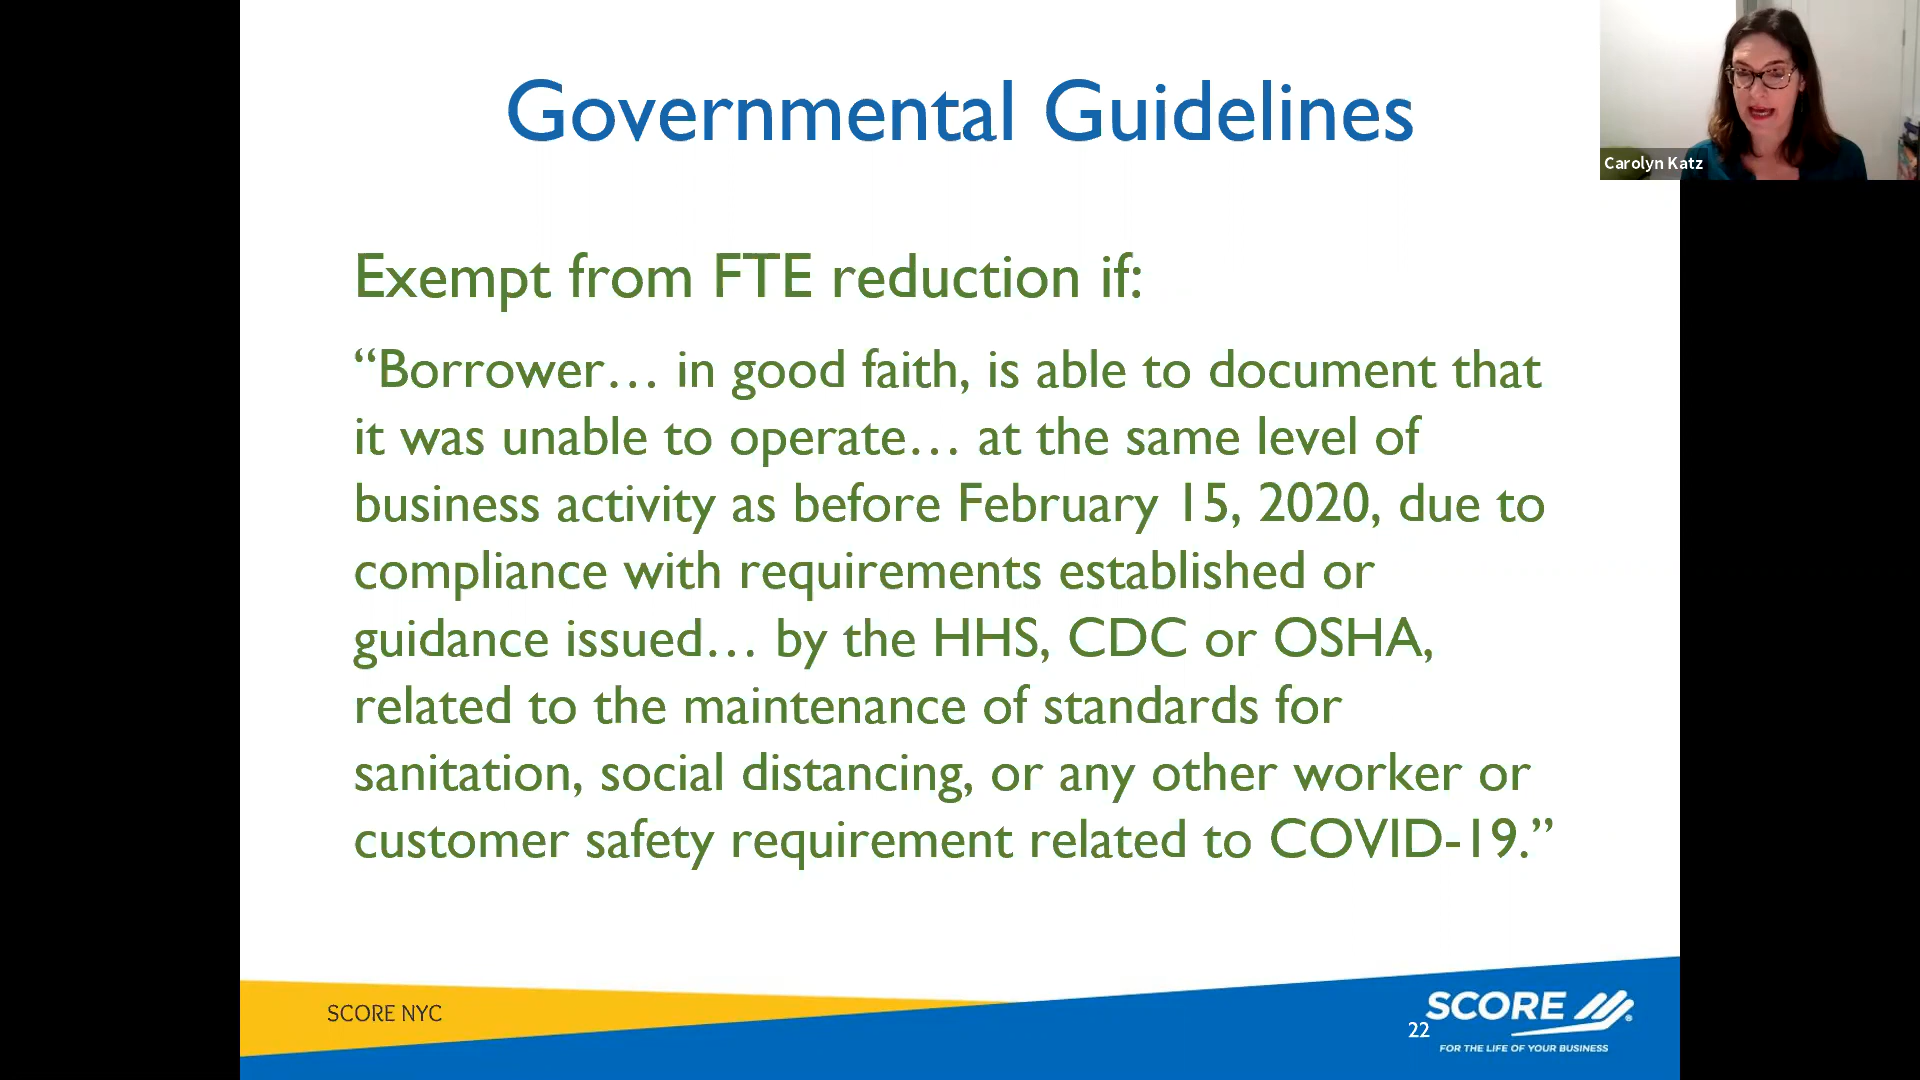 Governmental Guidelines
Carolyn Katz
Exempt from FTE reduction if:
“Borrower… in good faith, is able to document that
it was unable to operate… at the same level of
business activity as before February 15, 2020, due to
compliance with requirements established or
guidance issued… by the HHS, CDC or OSHA,
related to the maintenance of standards for
sanitation, social distancing, or any other worker or
customer safety requirement related to COVID-19.”
SCORE NYC
22
SCORE
FOR THE LIFE OF YOUR BUSINESS